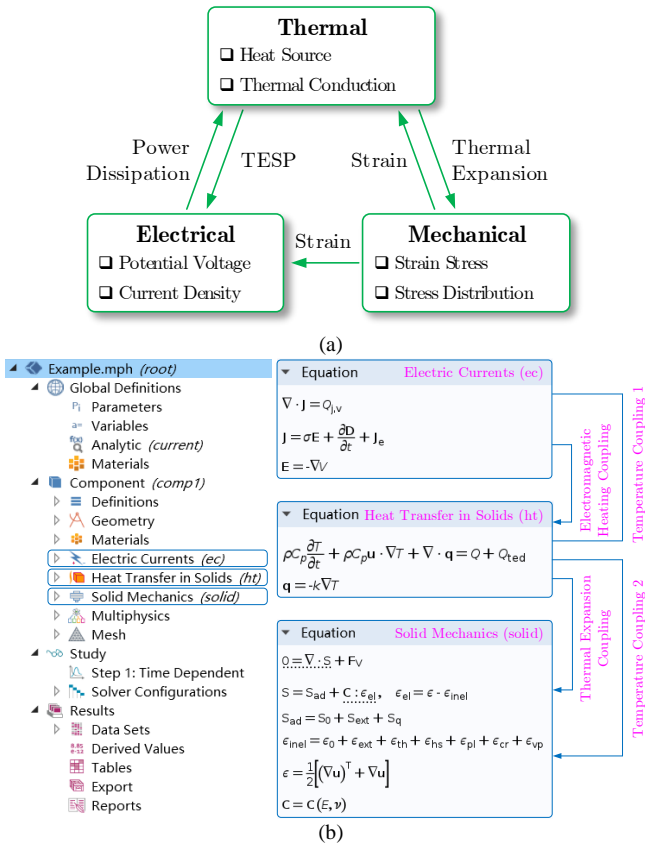 Thermal
❑ Heat Source
❑ Thermal Conduction
Power
Dissipation
TESP
Strain
Thermal
Expansion
Electrical
❑ Potential Voltage
❑ Current Density
Strain
Mechanical
❑ Strain Stress
❑ Stress Distribution
(a)
Example.mph (root)
Global Definitions
Pi Parameters
a= Variables
f(x) Analytic (current)
Materials
Component (comp1)
Definitions
Geometry
Materials
Electric Currents (ec)
Heat Transfer in Solids (ht)
Solid Mechanics (solid)
Multiphysics
Mesh
Study
Step 1: Time Dependent
Solver Configurations
Results
Data Sets
8.85
e-12 Derived Values
Tables
Export
Reports
Equation Electric Currents (ec)
∇ · J = Q_j,v
J = σE + ∂D/∂t + J_e
E = -∇V
Equation Heat Transfer in Solids (ht)
ρC_p ∂T/∂t + ρC_p u · ∇T + ∇ · q = Q + Q_ted
q = -k∇T
Equation Solid Mechanics (solid)
0 = ∇ · S + F_V
S = S_ad + C : ϵ_el, ϵ_el = ϵ - ϵ_inel
S_ad = S_0 + S_ext + S_q
ϵ_inel = ϵ_0 + ϵ_ext + ϵ_th + ϵ_hs + ϵ_pl + ϵ_cr + ϵ_vp
ϵ = 1/2[(∇u)^T + ∇u]
C = C(E, ν)
Electromagnetic
Heating Coupling
Temperature Coupling 1
Thermal Expansion
Coupling
Temperature Coupling 2
(b)